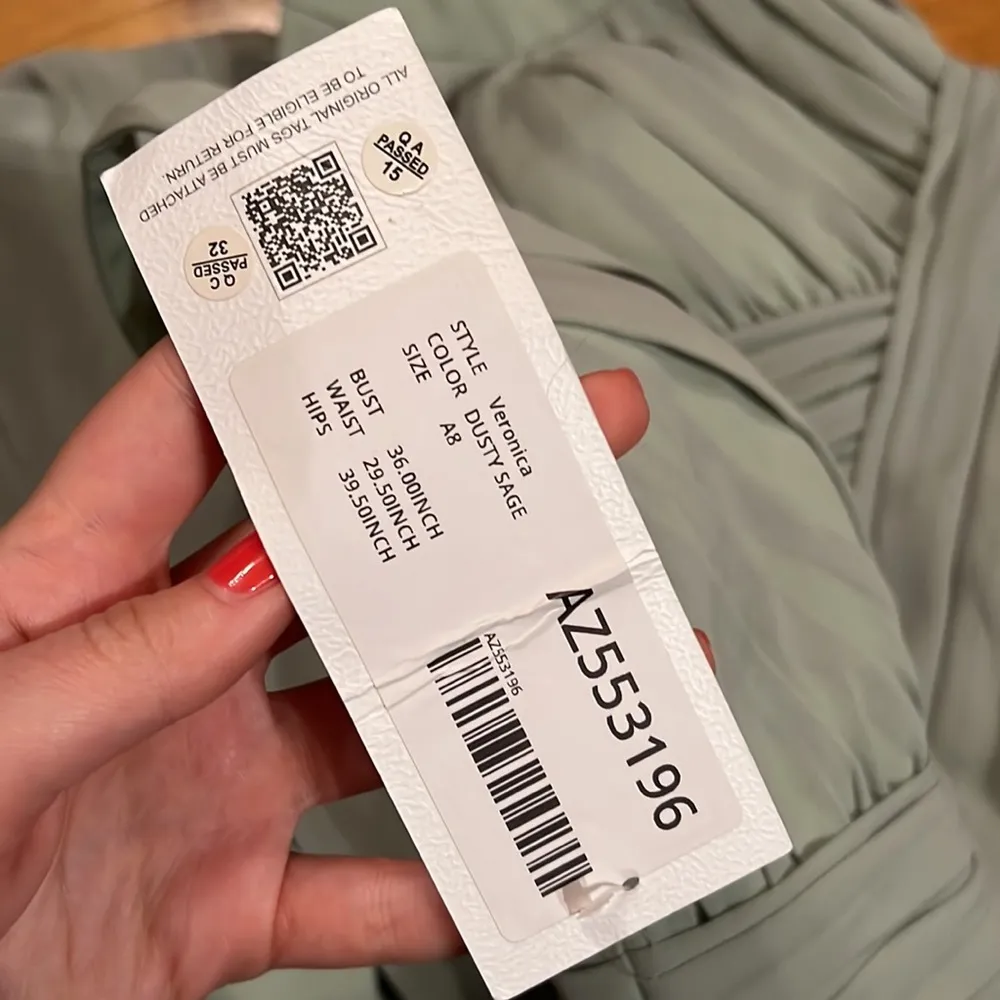 ALL ORIGINAL TAGS MUST BE ATTACHED
TO BE ELIGIBLE FOR RETURN.
Q A
PASSED
15
Q C
PASSED
32
STYLE Veronica
COLOR DUSTY SAGE
SIZE A8
BUST 36.00INCH
WAIST 29.50INCH
HIPS 39.50INCH
AZ553196
AZ553196